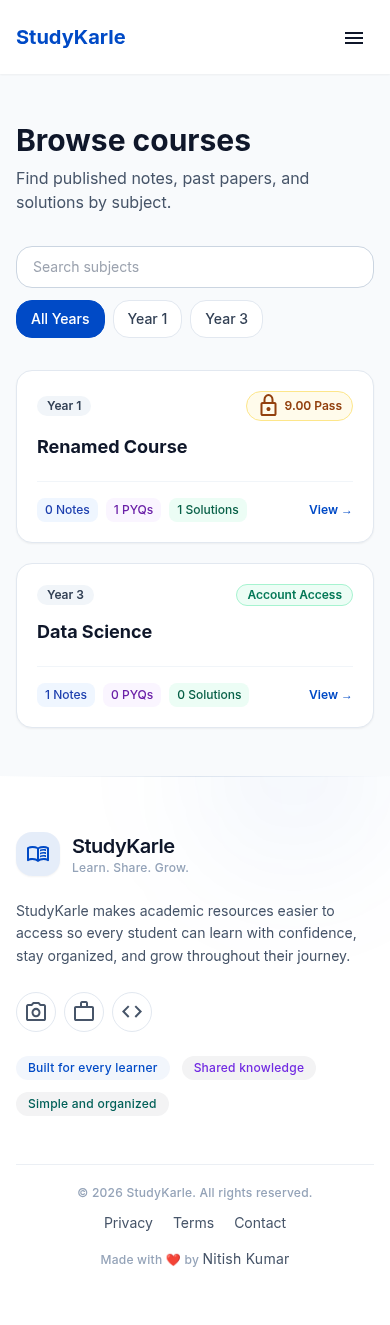 StudyKarle
Browse courses
Find published notes, past papers, and
solutions by subject.
Search subjects
All Years Year 1 Year 3
Year 1 9.00 Pass
Renamed Course
0 Notes 1 PYQs 1 Solutions View →
Year 3 Account Access
Data Science
1 Notes 0 PYQs 0 Solutions View →
StudyKarle
Learn. Share. Grow.
StudyKarle makes academic resources easier to
access so every student can learn with confidence,
stay organized, and grow throughout their journey.
Built for every learner Shared knowledge
Simple and organized
© 2026 StudyKarle. All rights reserved.
Privacy Terms Contact
Made with ❤️ by Nitish Kumar